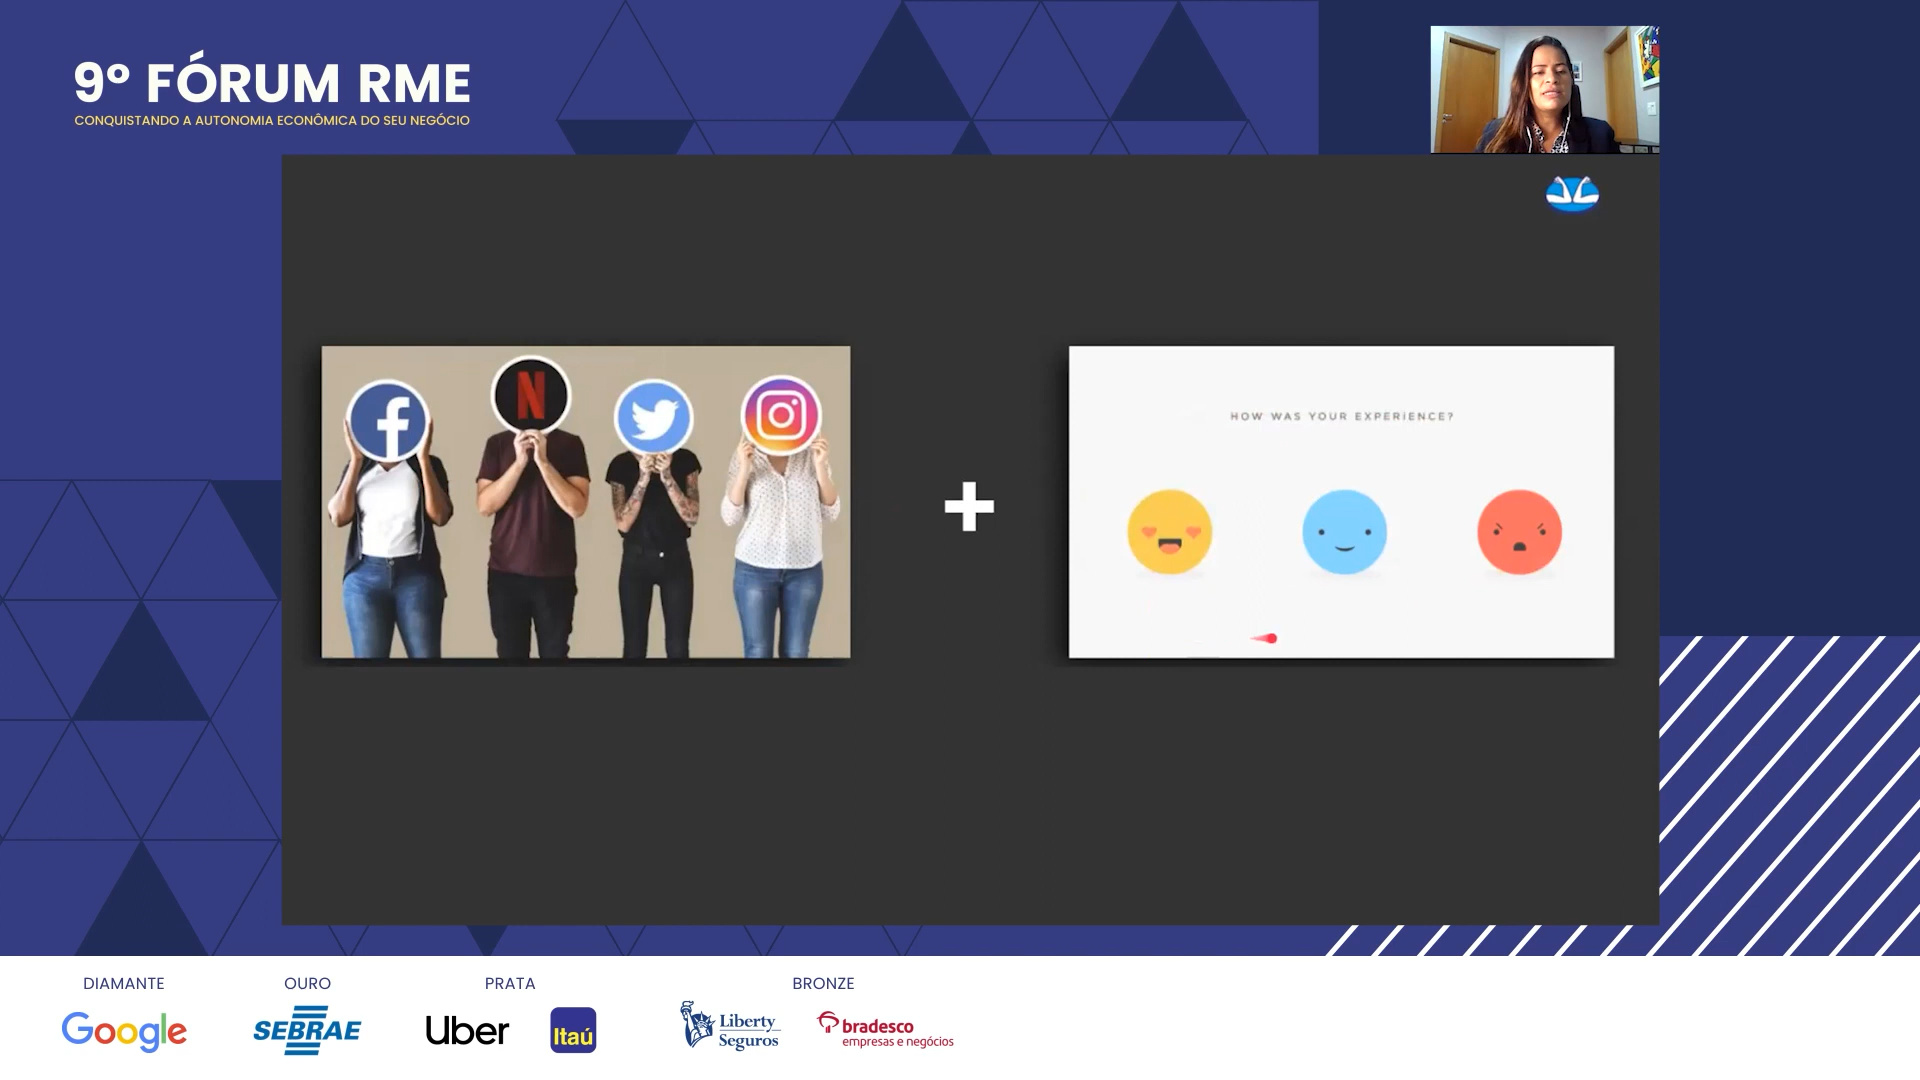 9º FÓRUM RME
CONQUISTANDO A AUTONOMIA ECONÔMICA DO SEU NEGÓCIO
f
N
HOW WAS YOUR EXPERIENCE?
DIAMANTE
OURO
PRATA
BRONZE
Google
SEBRAE
Uber
Itaú
Liberty
Seguros
bradesco
empresas e negócios